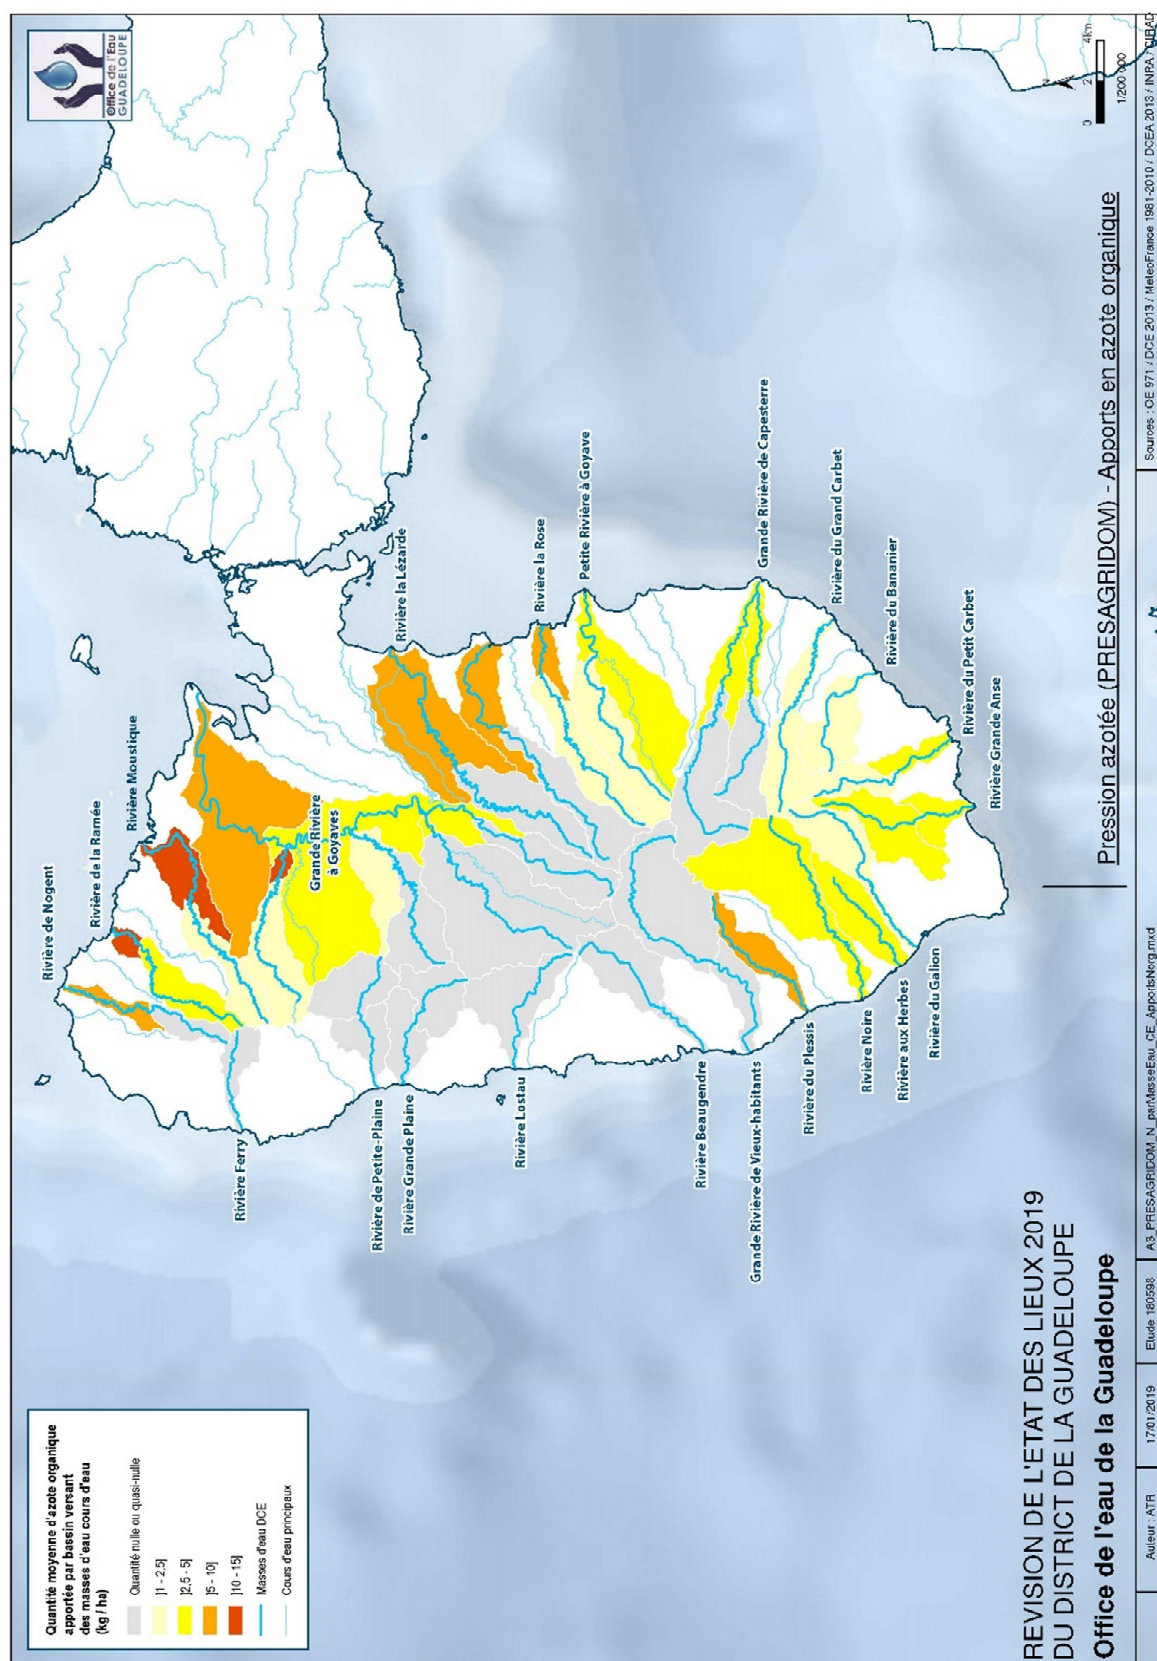 Office de l'Eau
GUADELOUPE
Quantité moyenne d'azote organique
apportée par bassin versant
des masses d'eau cours d'eau
(kg / ha)
Quantité nulle ou quasi-nulle
]1 - 2,5]
]2,5 - 5]
]5 - 10]
]10 - 15]
Masses d'eau DCE
Cours d'eau principaux
Rivière de Nogent
Rivière de la Ramée
Rivière Moustique
Grande Rivière
à Goyaves
Rivière la Lézarde
Rivière la Rose
Petite Rivière à Goyave
Grande Rivière de Capesterre
Rivière du Grand Carbet
Rivière du Bananier
Rivière du Petit Carbet
Rivière Grande Anse
Rivière Ferry
Rivière de Petite-Plaine
Rivière Grande Plaine
Rivière Lostau
Rivière Beaugendre
Grande Rivière de Vieux-habitants
Rivière du Plessis
Rivière Noire
Rivière aux Herbes
Rivière du Galion
N
0 2 4km
1/200 000
REVISION DE L'ETAT DES LIEUX 2019
DU DISTRICT DE LA GUADELOUPE
Office de l'eau de la Guadeloupe
Pression azotée (PRESAGRIDOM) - Apports en azote organique
Auteur : ATR
17/01/2019
Etude 180598
A3_PRESAGRIDOM_N_parMasseEau_CE_ApportsNorg.mxd
Sources : OE 971 / DCE 2013 / MeteoFrance 1981-2010 / DCEA 2013 / INRA / CIRAD